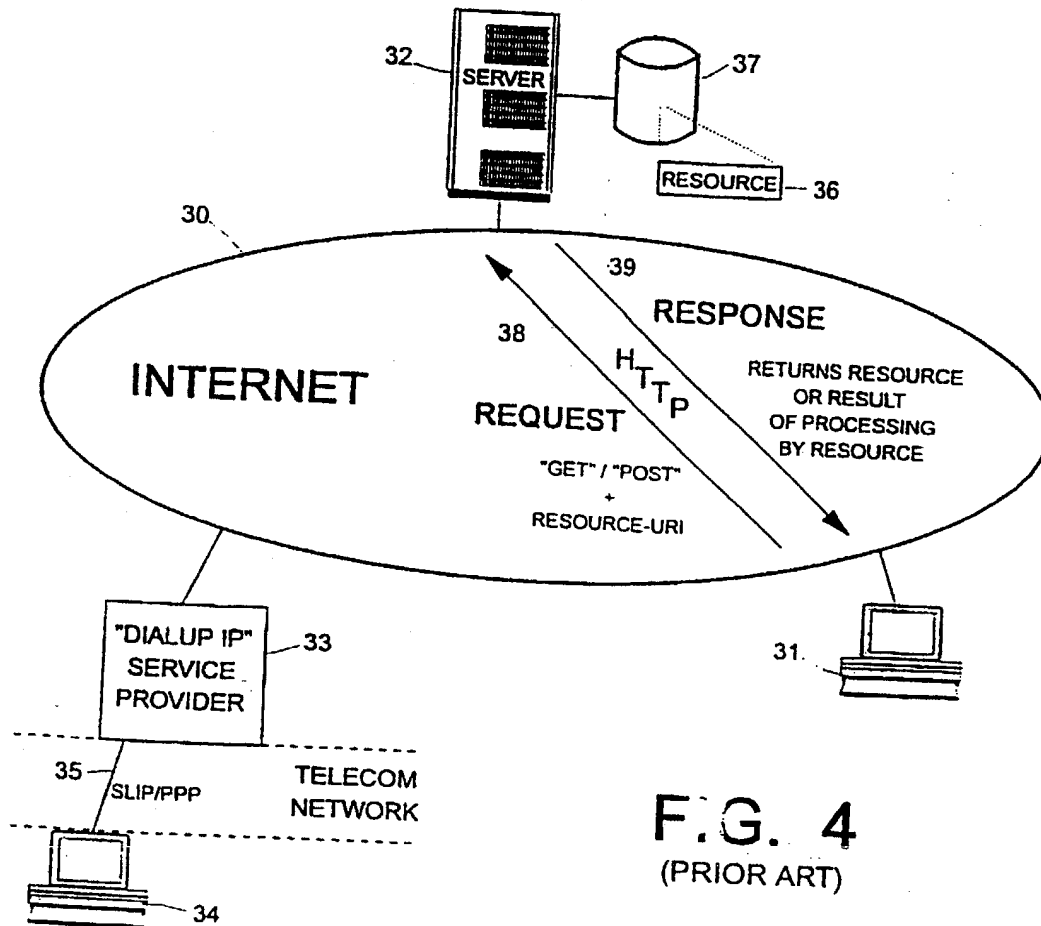 32
SERVER
37
RESOURCE
36
30
39
RESPONSE
38
HTTP
INTERNET
REQUEST
RETURNS RESOURCE
OR RESULT
OF PROCESSING
BY RESOURCE
"GET" / "POST"
+
RESOURCE-URI
"DIALUP IP"
SERVICE
PROVIDER
33
31
35
SLIP/PPP
TELECOM
NETWORK
34
F.G. 4
(PRIOR ART)